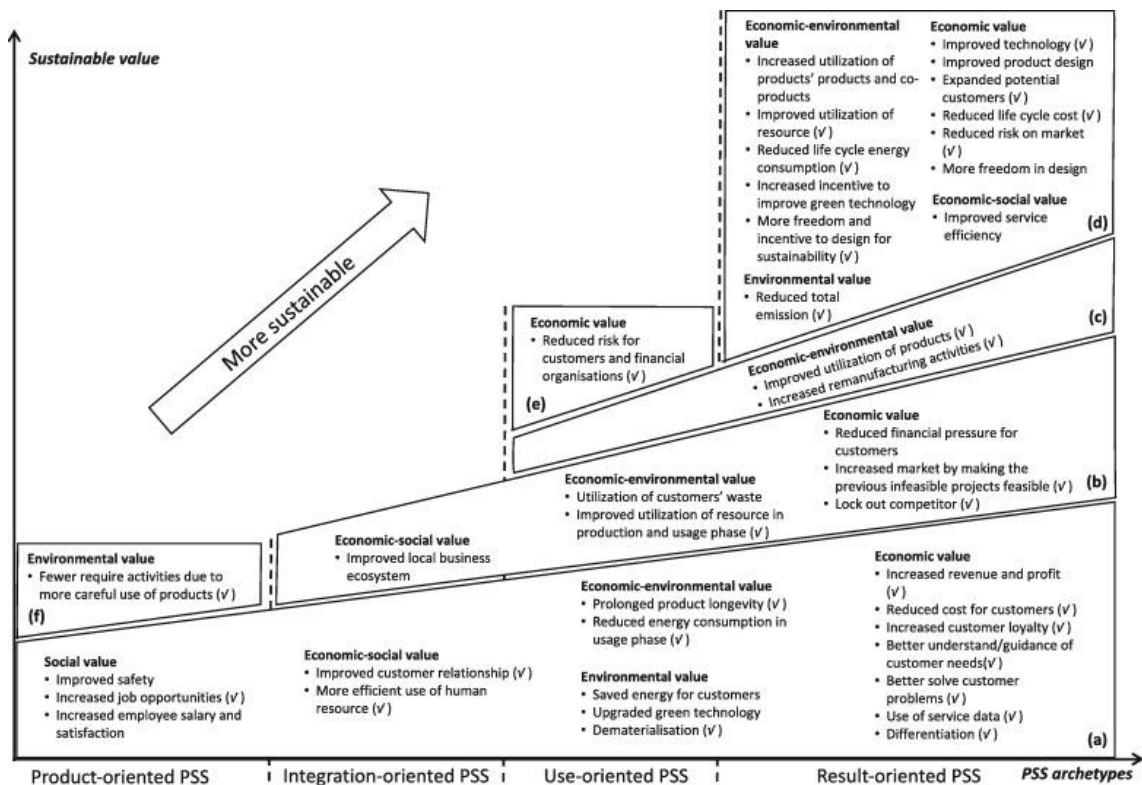 Sustainable value
More sustainable
Economic-environmental
value
• Increased utilization of
products' products and co-
products
• Improved utilization of
resource (√)
• Reduced life cycle energy
consumption (√)
• Increased incentive to
improve green technology
• More freedom and
incentive to design for
sustainability (√)
Environmental value
• Reduced total
emission (√)
Economic value
• Improved technology (√)
• Improved product design
• Expanded potential
customers (√)
• Reduced life cycle cost (√)
• Reduced risk on market
(√)
• More freedom in design
Economic-social value
• Improved service
efficiency
(d)
Economic value
• Reduced risk for
customers and financial
organisations (√)
(e)
Economic-environmental value
• Improved utilization of products (√)
• Increased remanufacturing activities (√)
(c)
Economic-social value
• Improved local business
ecosystem
Economic-environmental value
• Utilization of customers' waste
• Improved utilization of resource in
production and usage phase (√)
Economic value
• Reduced financial pressure for
customers
• Increased market by making the
previous infeasible projects feasible (√)
• Lock out competitor (√)
(b)
Environmental value
• Fewer require activities due to
more careful use of products (√)
(f)
Social value
• Improved safety
• Increased job opportunities (√)
• Increased employee salary and
satisfaction
Economic-social value
• Improved customer relationship (√)
• More efficient use of human
resource (√)
Economic-environmental value
• Prolonged product longevity (√)
• Reduced energy consumption in
usage phase (√)
Environmental value
• Saved energy for customers
• Upgraded green technology
• Dematerialisation (√)
Economic value
• Increased revenue and profit
(√)
• Reduced cost for customers (√)
• Increased customer loyalty (√)
• Better understand/guidance of
customer needs(√)
• Better solve customer
problems (√)
• Use of service data (√)
• Differentiation (√)
(a)
Product-oriented PSS
Integration-oriented PSS
Use-oriented PSS
Result-oriented PSS
PSS archetypes